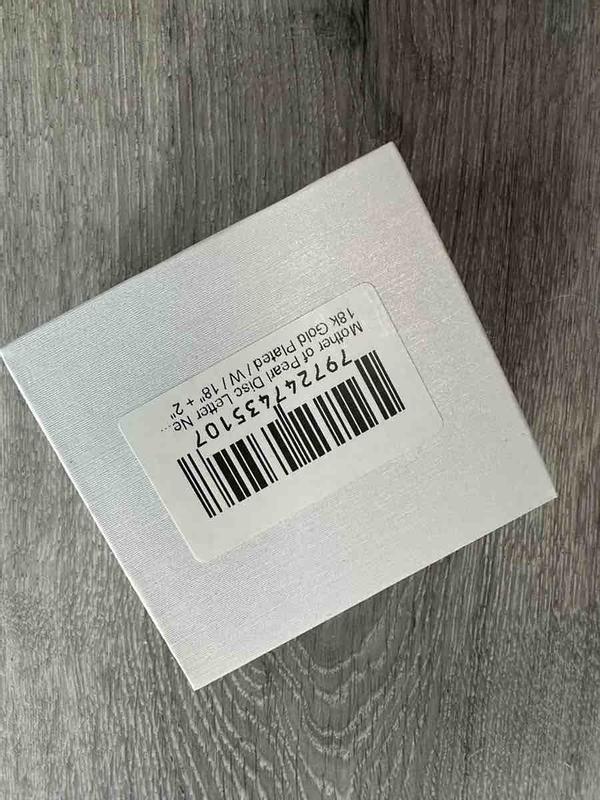 797247435107
Mother of Pearl Disc Letter Ne...
18k Gold Plated / W / 18" + 2"